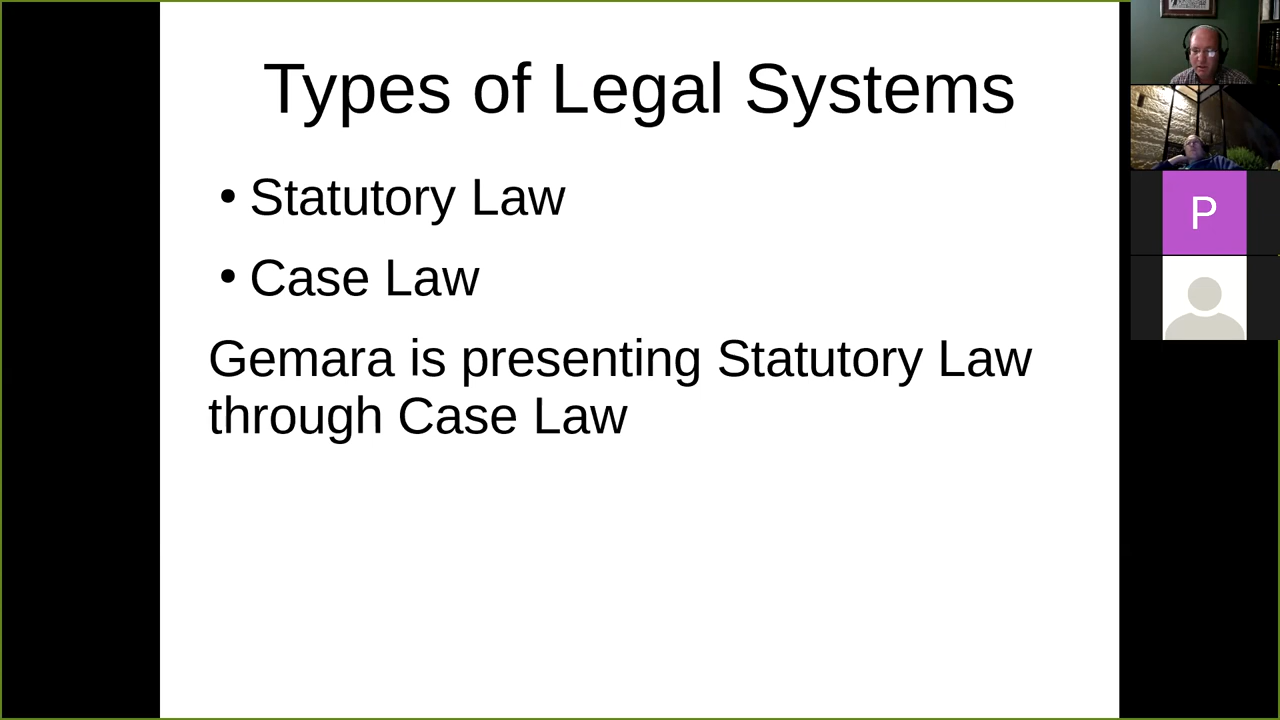 Types of Legal Systems
• Statutory Law
• Case Law
Gemara is presenting Statutory Law
through Case Law
P